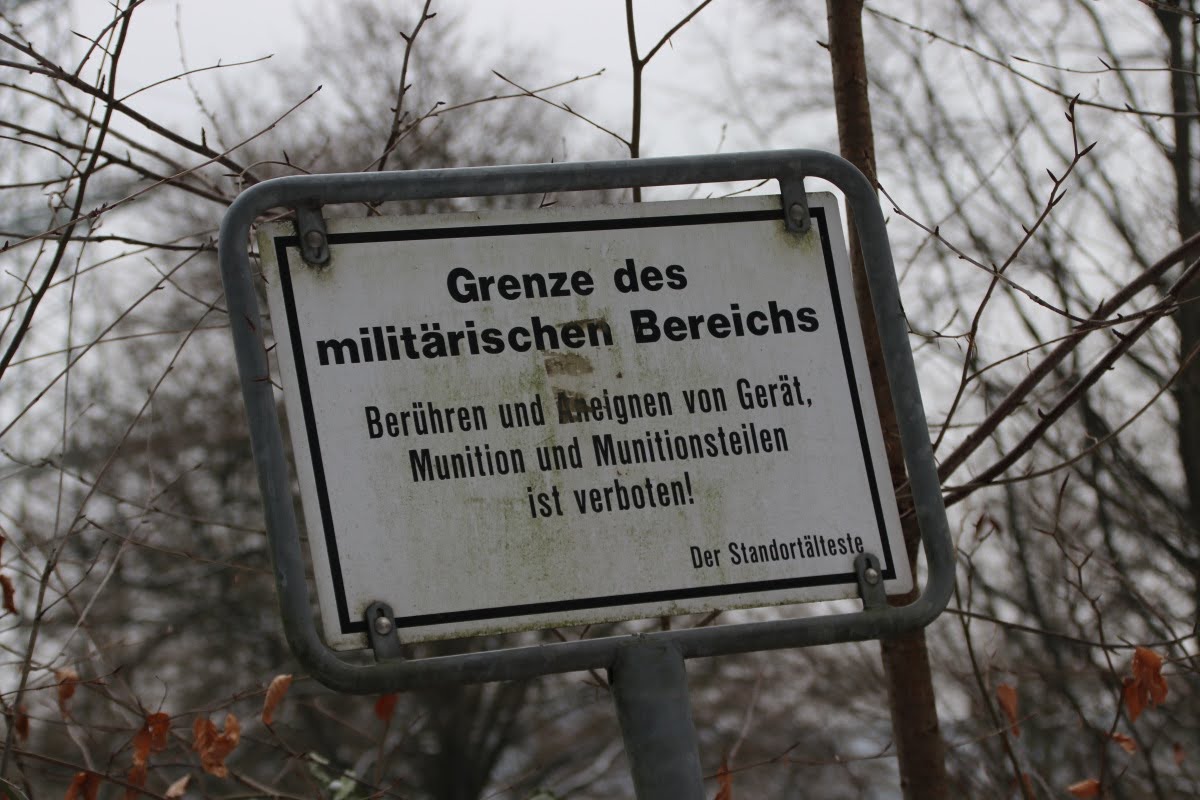 Grenze des
militärischen Bereichs
Berühren und Aneignen von Gerät,
Munition und Munitionsteilen
ist verboten!
Der Standortälteste